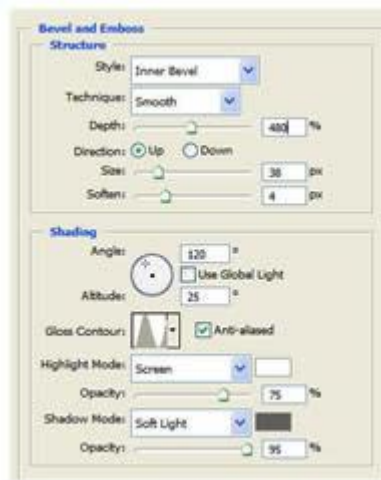 Bevel and Emboss
Structure
Style: Inner Bevel
Technique: Smooth
Depth: 480 %
Direction: Up Down
Size: 38 px
Soften: 4 px
Shading
Angle: 120 °
Use Global Light
Altitude: 25 °
Gloss Contour: Anti-aliased
Highlight Mode: Screen
Opacity: 75 %
Shadow Mode: Soft Light
Opacity: 95 %